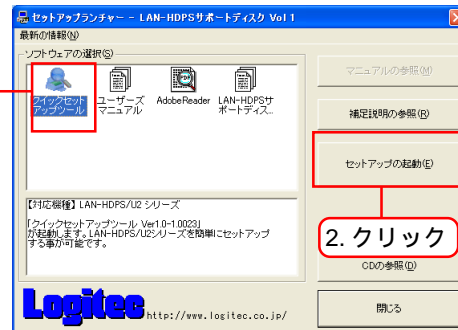 セットアップランチャー - LAN-HDPSサポートディスク Vol 1
最新の情報(N)
ソフトウェアの選択(S)
クイックセットアップツール
ユーザーズマニュアル
AdobeReader
LAN-HDPSサポートディス...
マニュアルの参照(M)
補足説明の参照(R)
セットアップの起動(E)
2. クリック
【対応機種】 LAN-HDPS/U2 シリーズ
「クイックセットアップツール Ver1.0-1.0023」
が起動します。LAN-HDPS/U2シリーズを簡単にセットアップ
する事が可能です。
CDの参照(D)
Logitec
http://www.logitec.co.jp/
閉じる